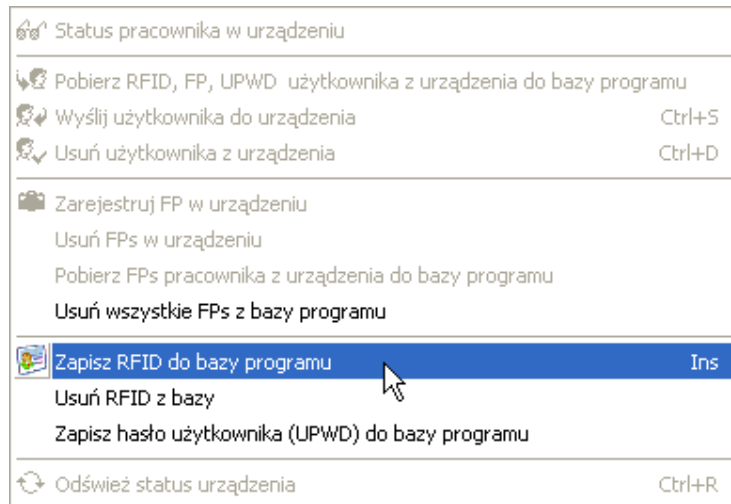 Status pracownika w urządzeniu
Pobierz RFID, FP, UPWD użytkownika z urządzenia do bazy programu
Wyślij użytkownika do urządzenia Ctrl+S
Usuń użytkownika z urządzenia Ctrl+D
Zarejestruj FP w urządzeniu
Usuń FPs w urządzeniu
Pobierz FPs pracownika z urządzenia do bazy programu
Usuń wszystkie FPs z bazy programu
Zapisz RFID do bazy programu Ins
Usuń RFID z bazy
Zapisz hasło użytkownika (UPWD) do bazy programu
Odśwież status urządzenia Ctrl+R